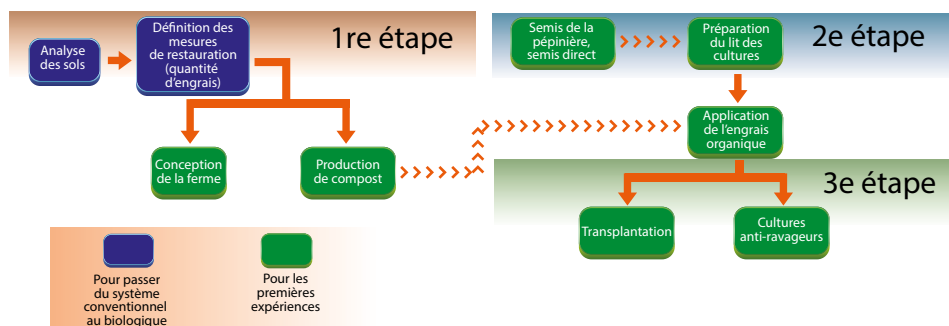 1re étape
Analyse
des sols
Définition des
mesures
de restauration
(quantité
d'engrais)
Conception
de la ferme
Production
de compost
2e étape
Semis de la
pépinière,
semis direct
Préparation
du lit des
cultures
Application
de l'engrais
organique
3e étape
Transplantation
Cultures
anti-ravageurs
Pour passer
du système
conventionnel
au biologique
Pour les
premières
expériences